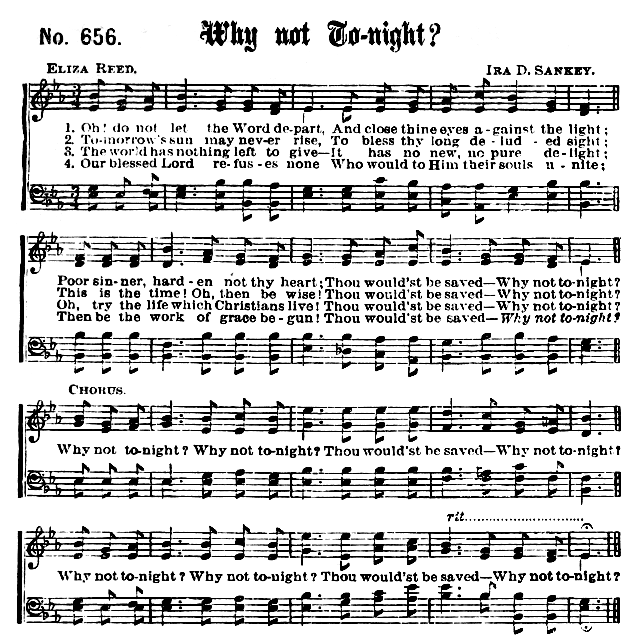 No. 656.
Why not To-night?
ELIZA REED.
IRA D. SANKEY.
1. Oh! do not let the Word de-part, And close thine eyes a-gainst the light;
2. To-morrow's sun may nev-er rise, To bless thy long de-lud-ed sight;
3. The world has nothing left to give—It has no new, no pure de-light;
4. Our blessed Lord re-fus-es none Who would to Him their souls u-nite;
Poor sin-ner, hard-en not thy heart; Thou would'st be saved—Why not to-night?
This is the time! Oh, then be wise! Thou would'st be saved—Why not to-night?
Oh, try the life which Christians live! Thou would'st be saved—Why not to-night?
Then be the work of grace be-gun! Thou would'st be saved—Why not to-night?
CHORUS.
Why not to-night? Why not to-night? Thou would'st be saved—Why not to-night?
rit.
Why not to-night? Why not to-night? Thou would'st be saved—Why not to-night?